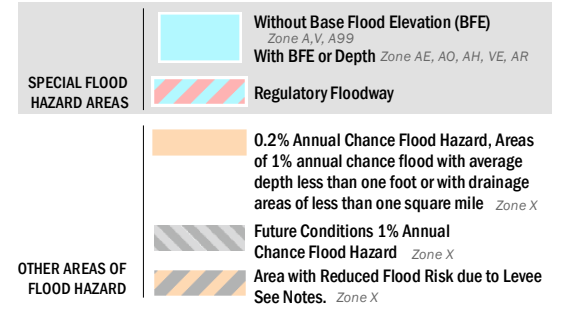 Without Base Flood Elevation (BFE)
Zone A,V, A99
With BFE or Depth Zone AE, AO, AH, VE, AR
SPECIAL FLOOD
HAZARD AREAS
Regulatory Floodway
0.2% Annual Chance Flood Hazard, Areas
of 1% annual chance flood with average
depth less than one foot or with drainage
areas of less than one square mile Zone X
Future Conditions 1% Annual
Chance Flood Hazard Zone X
OTHER AREAS OF
FLOOD HAZARD
Area with Reduced Flood Risk due to Levee
See Notes. Zone X